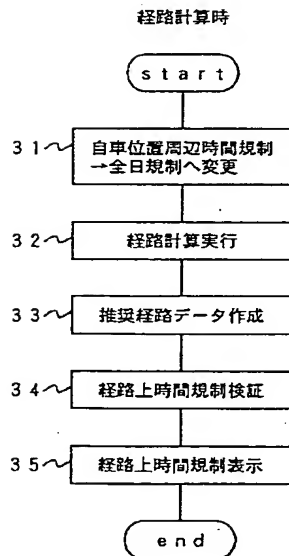 経路計算時
start
31 自車位置周辺時間規制
→全日規制へ変更
32 経路計算実行
33 推奨経路データ作成
34 経路上時間規制検証
35 経路上時間規制表示
end